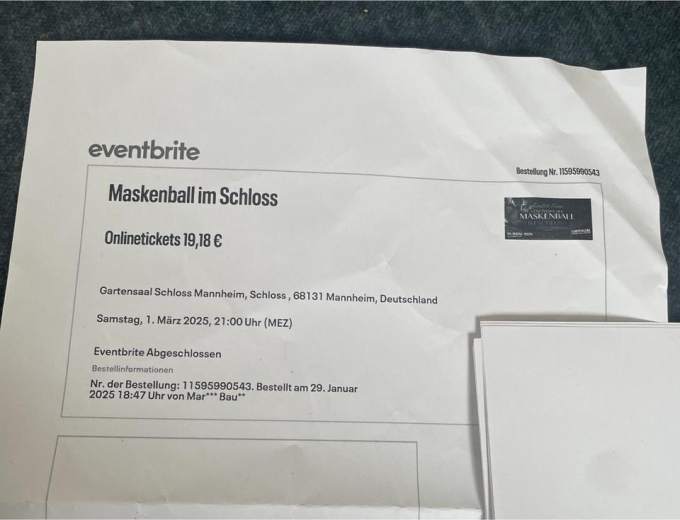 eventbrite
Bestellung Nr. 11595990543
Maskenball im Schloss
MASKENBALL
Onlinetickets 19,18 €
Gartensaal Schloss Mannheim, Schloss , 68131 Mannheim, Deutschland
Samstag, 1. März 2025, 21:00 Uhr (MEZ)
Eventbrite Abgeschlossen
Bestellinformationen
Nr. der Bestellung: 11595990543. Bestellt am 29. Januar
2025 18:47 Uhr von Mar*** Bau**